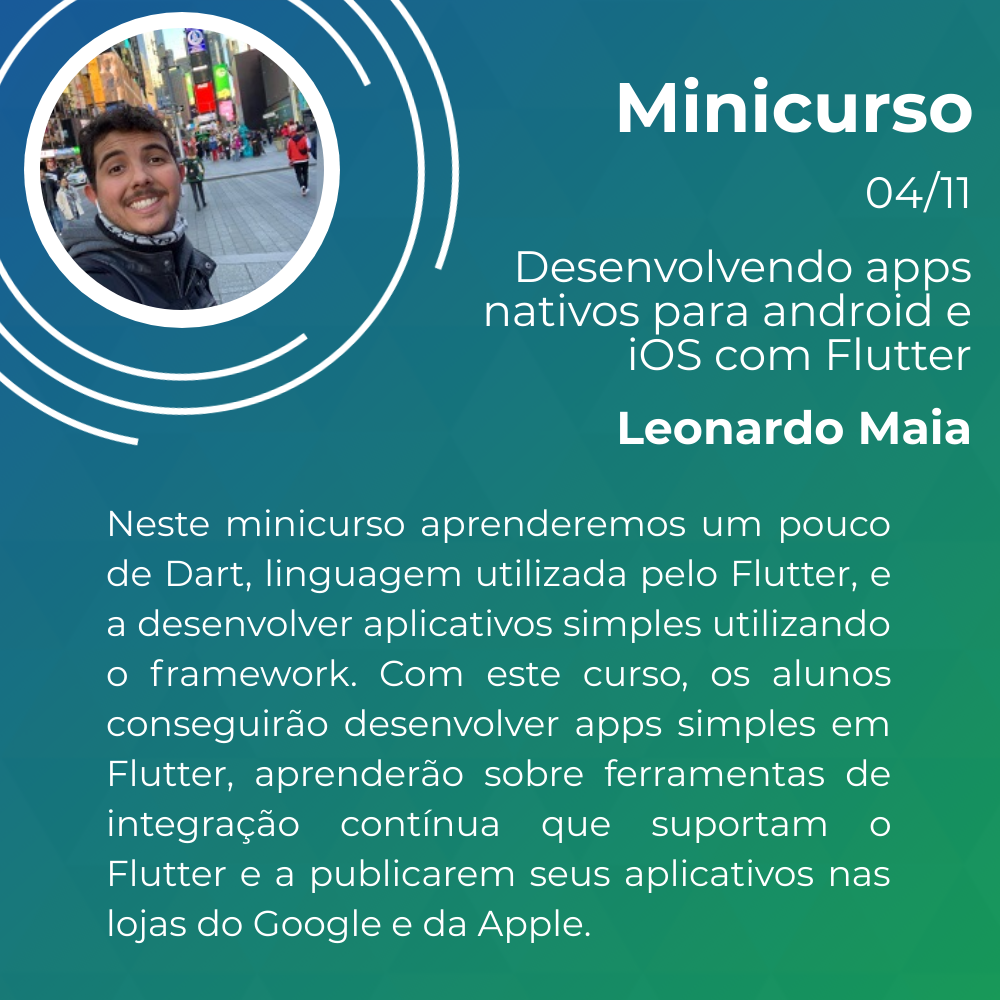 Minicurso
04/11
Desenvolvendo apps
nativos para android e
iOS com Flutter
Leonardo Maia
Neste minicurso aprenderemos um pouco
de Dart, linguagem utilizada pelo Flutter, e
a desenvolver aplicativos simples utilizando
o framework. Com este curso, os alunos
conseguirão desenvolver apps simples em
Flutter, aprenderão sobre ferramentas de
integração contínua que suportam o
Flutter e a publicarem seus aplicativos nas
lojas do Google e da Apple.